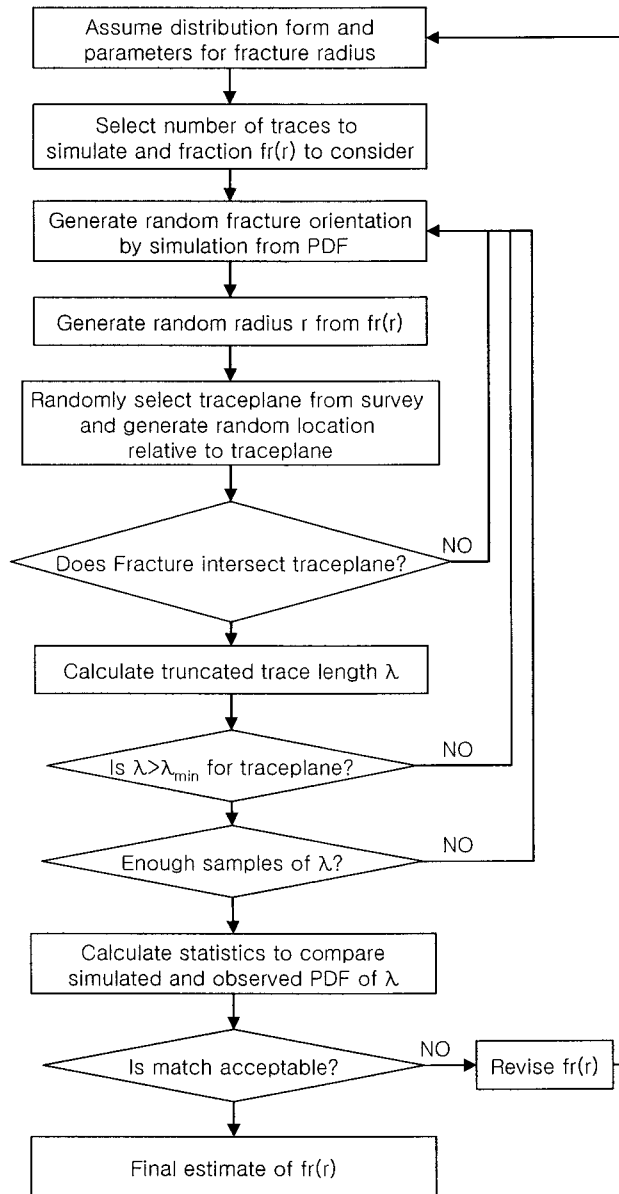 Assume distribution form and
parameters for fracture radius
Select number of traces to
simulate and fraction fr(r) to consider
Generate random fracture orientation
by simulation from PDF
Generate random radius r from fr(r)
Randomly select traceplane from survey
and generate random location
relative to traceplane
Does Fracture intersect traceplane?
NO
Calculate truncated trace length λ
Is λ>λmin for traceplane?
NO
Enough samples of λ?
NO
Calculate statistics to compare
simulated and observed PDF of λ
Is match acceptable?
NO
Revise fr(r)
Final estimate of fr(r)